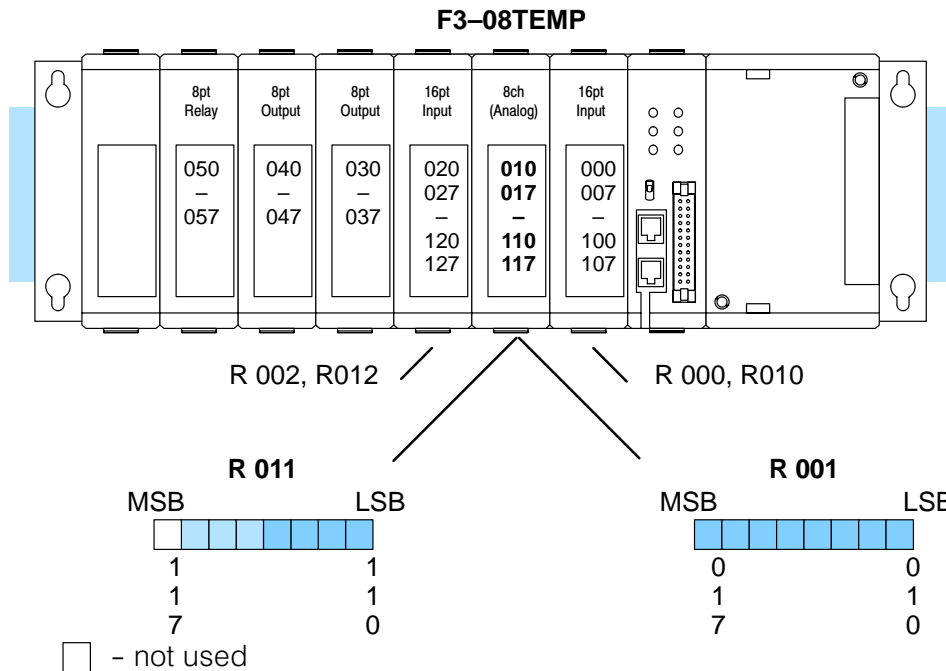 F3–08TEMP
8pt Relay
8pt Output
8pt Output
16pt Input
8ch (Analog)
16pt Input
050 – 057
040 – 047
030 – 037
020 027 – 120 127
010 017 – 110 117
000 007 – 100 107
R 002, R012
R 000, R010
R 011
MSB LSB
1 1
1 1
7 0
R 001
MSB LSB
0 0
1 1
7 0
– not used